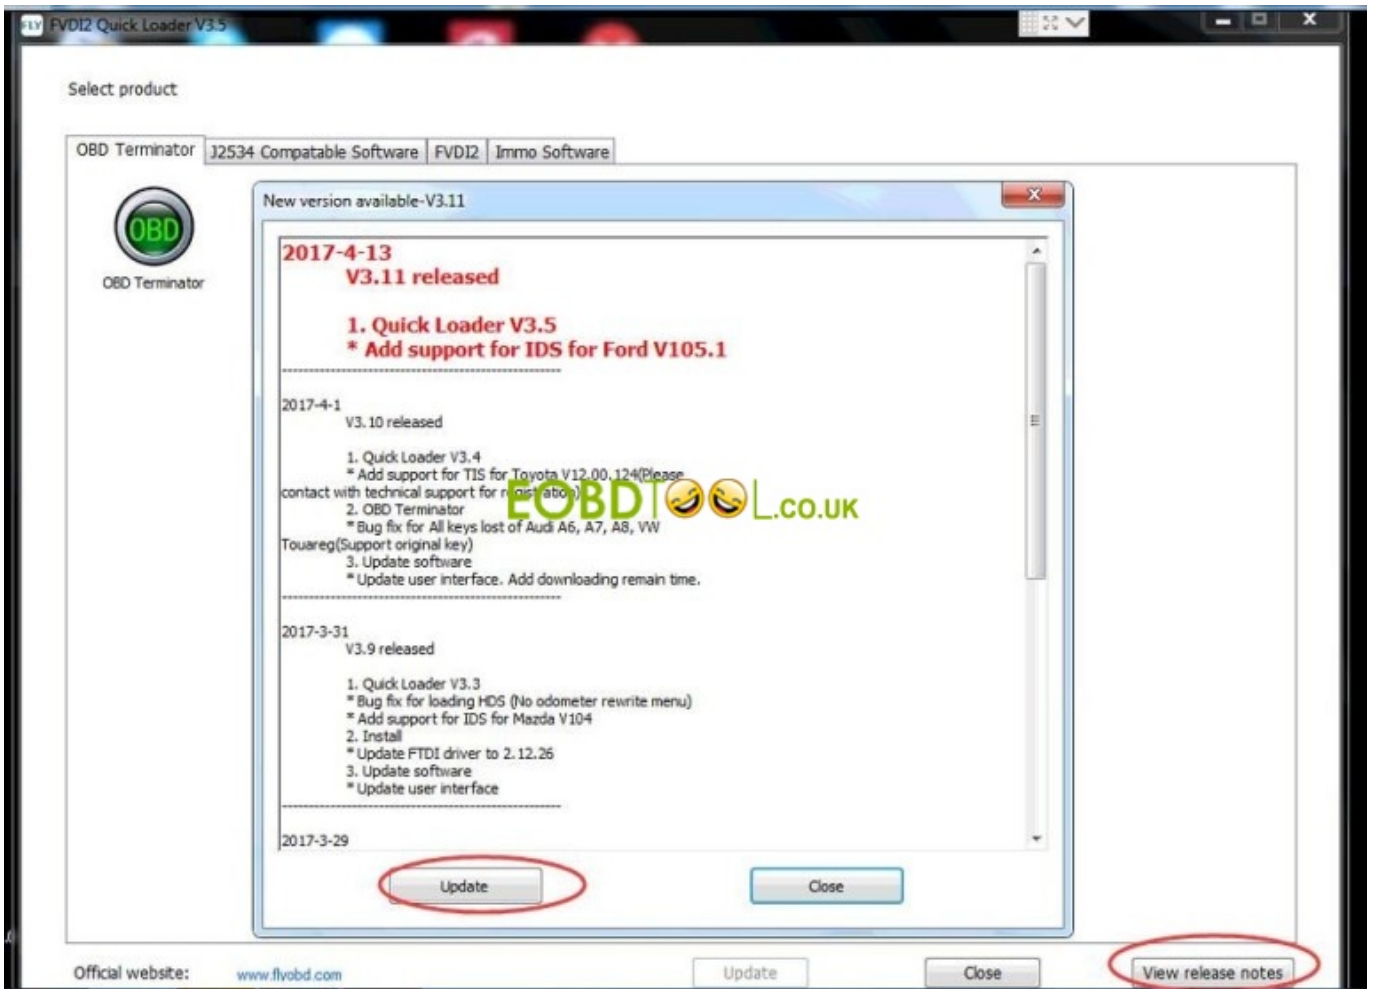 FLY FVDI2 Quick Loader V3.5
Select product
OBD Terminator J2534 Compatable Software FVDI2 Immo Software
OBD
OBD Terminator
New version available-V3.11
2017-4-13
V3.11 released
1. Quick Loader V3.5
* Add support for IDS for Ford V105.1
--------------------------------------------------------
2017-4-1
V3.10 released
1. Quick Loader V3.4
* Add support for TIS for Toyota V12.00.124(Please
contact with technical support for registration)
2. OBD Terminator
* Bug fix for All keys lost of Audi A6, A7, A8, VW
Touareg(Support original key)
3. Update software
* Update user interface. Add downloading remain time.
--------------------------------------------------------
2017-3-31
V3.9 released
1. Quick Loader V3.3
* Bug fix for loading HDS (No odometer rewrite menu)
* Add support for IDS for Mazda V104
2. Install
* Update FTDI driver to 2.12.26
3. Update software
* Update user interface
--------------------------------------------------------
2017-3-29
EOBDTOOL.co.uk
Update Close
Official website: www.flyobd.com Update Close View release notes